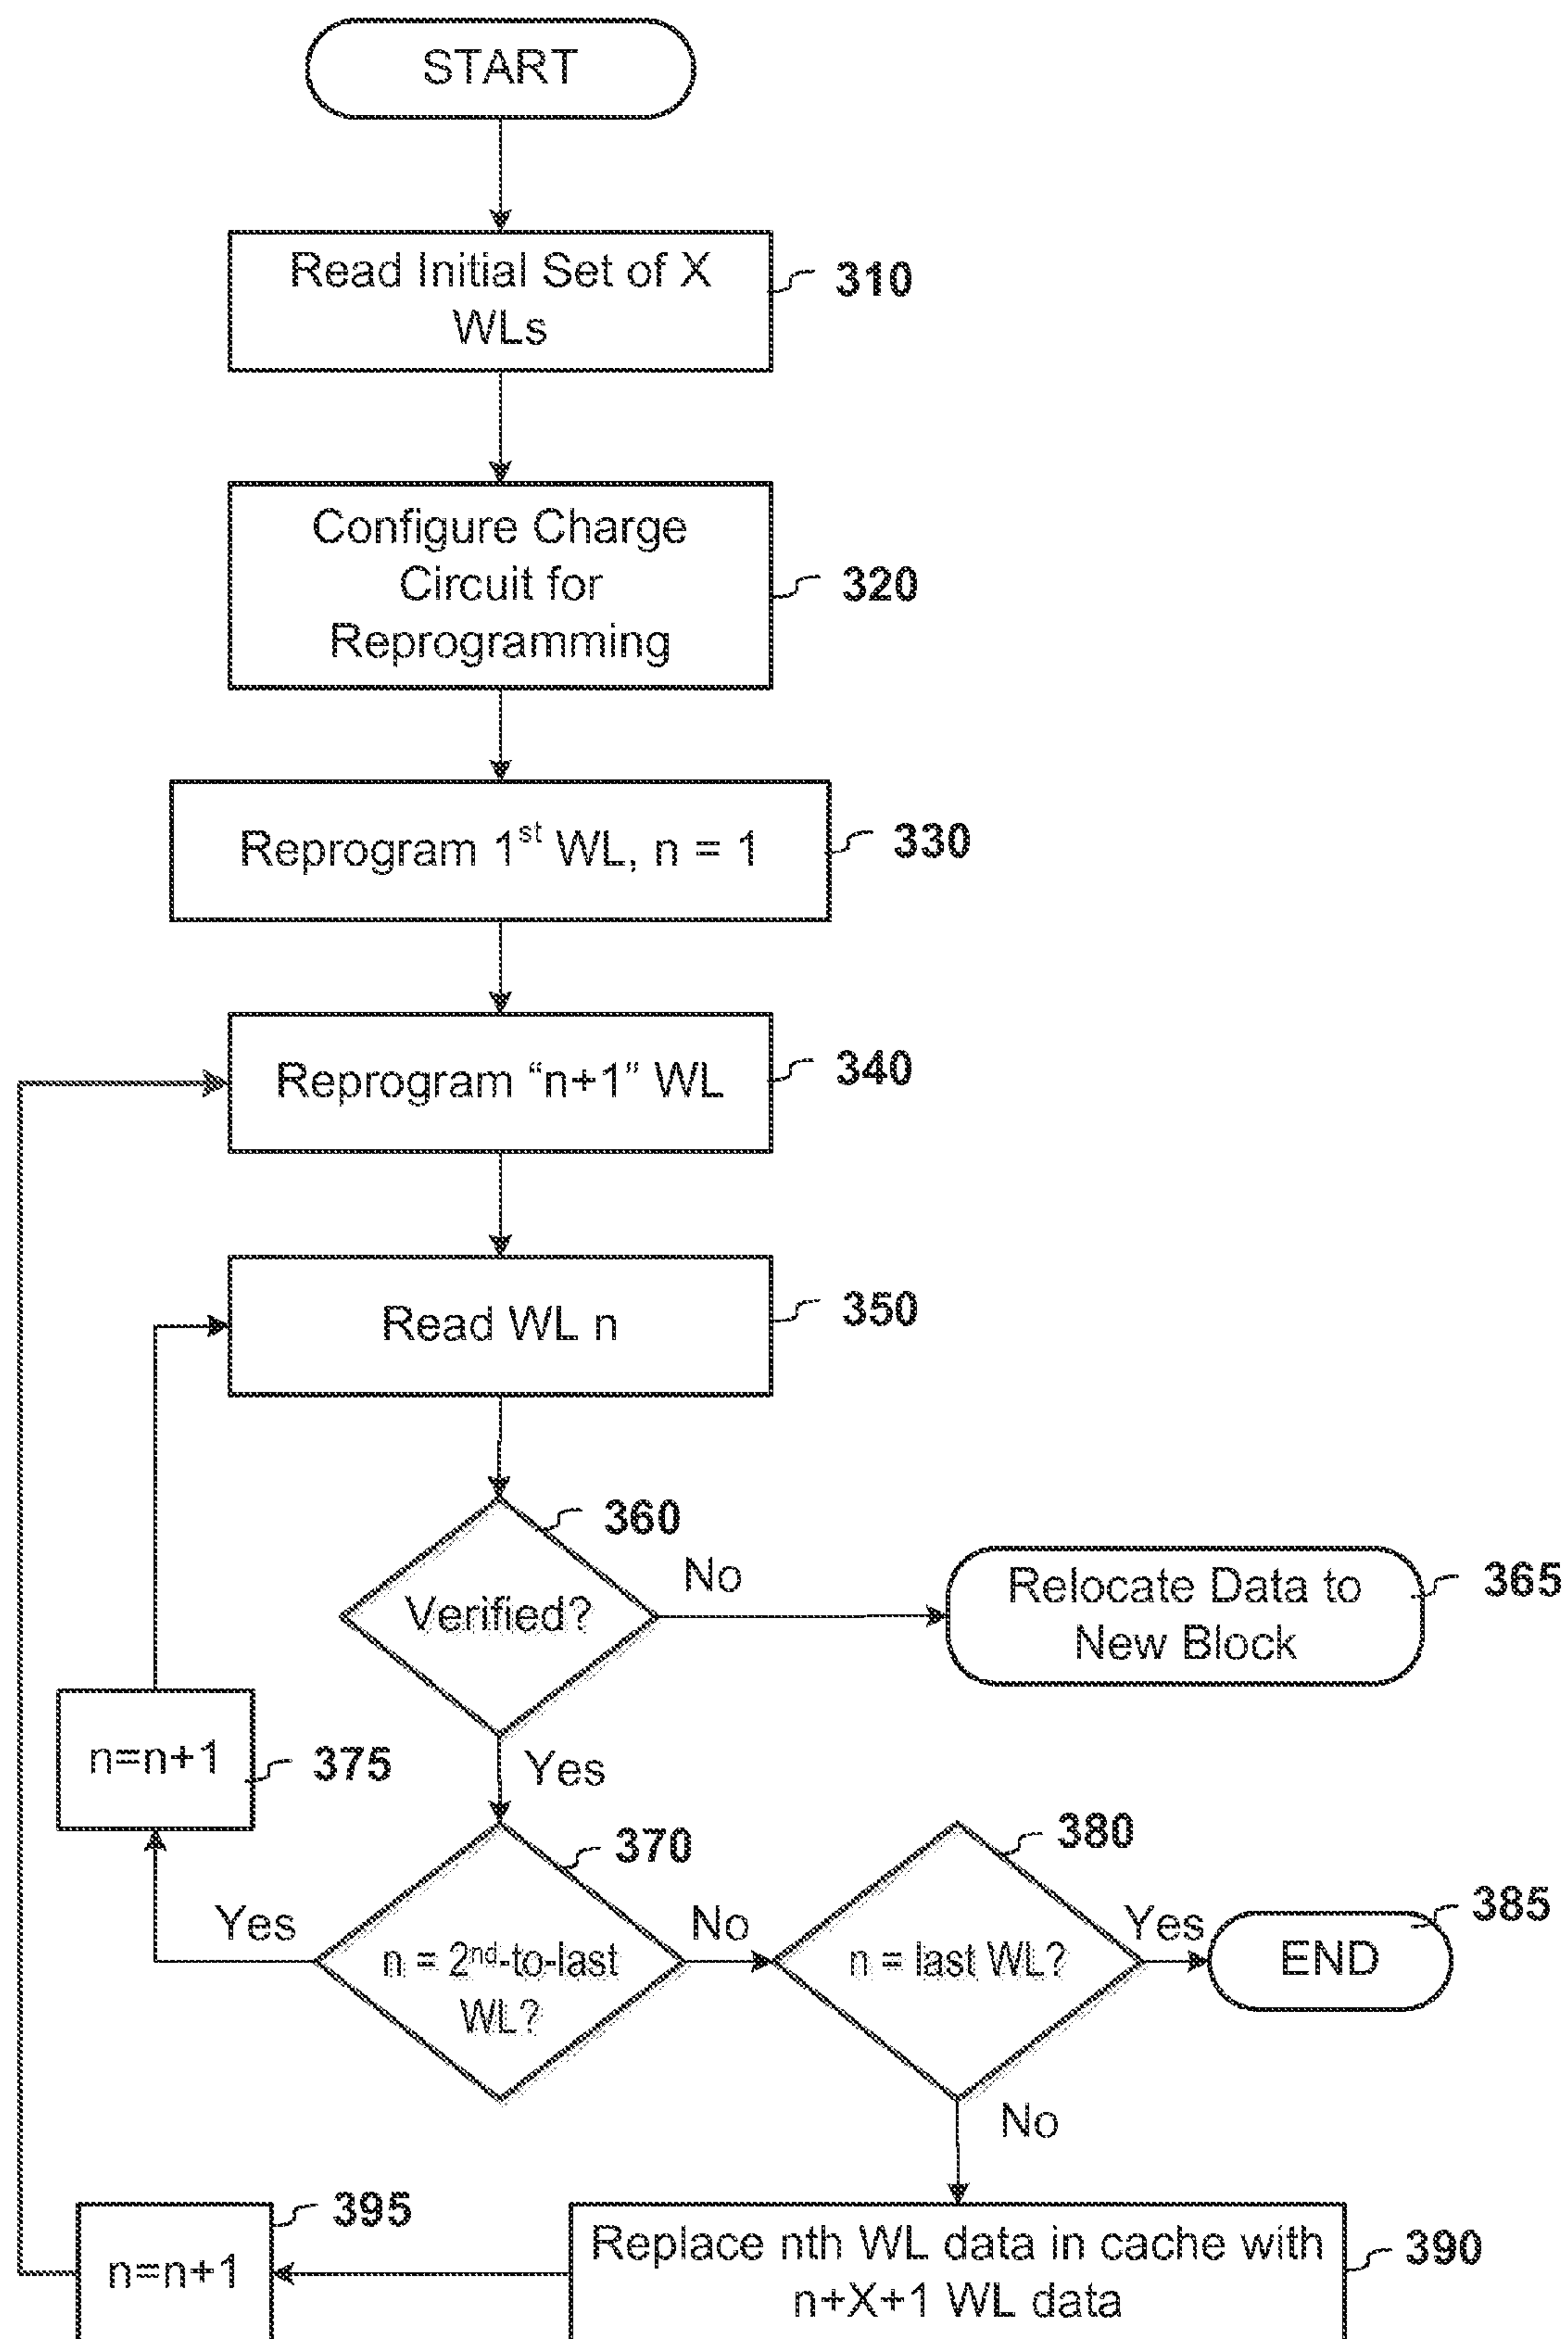 START
Read Initial Set of X
WLs
310
Configure Charge
Circuit for
Reprogramming
320
Reprogram 1st WL, n = 1
330
Reprogram “n+1” WL
340
Read WL n
350
360
Verified?
No
Relocate Data to
New Block
365
Yes
n=n+1
375
370
n = 2nd-to-last
WL?
Yes
No
380
n = last WL?
Yes
385
END
No
395
n=n+1
Replace nth WL data in cache with
n+X+1 WL data
390